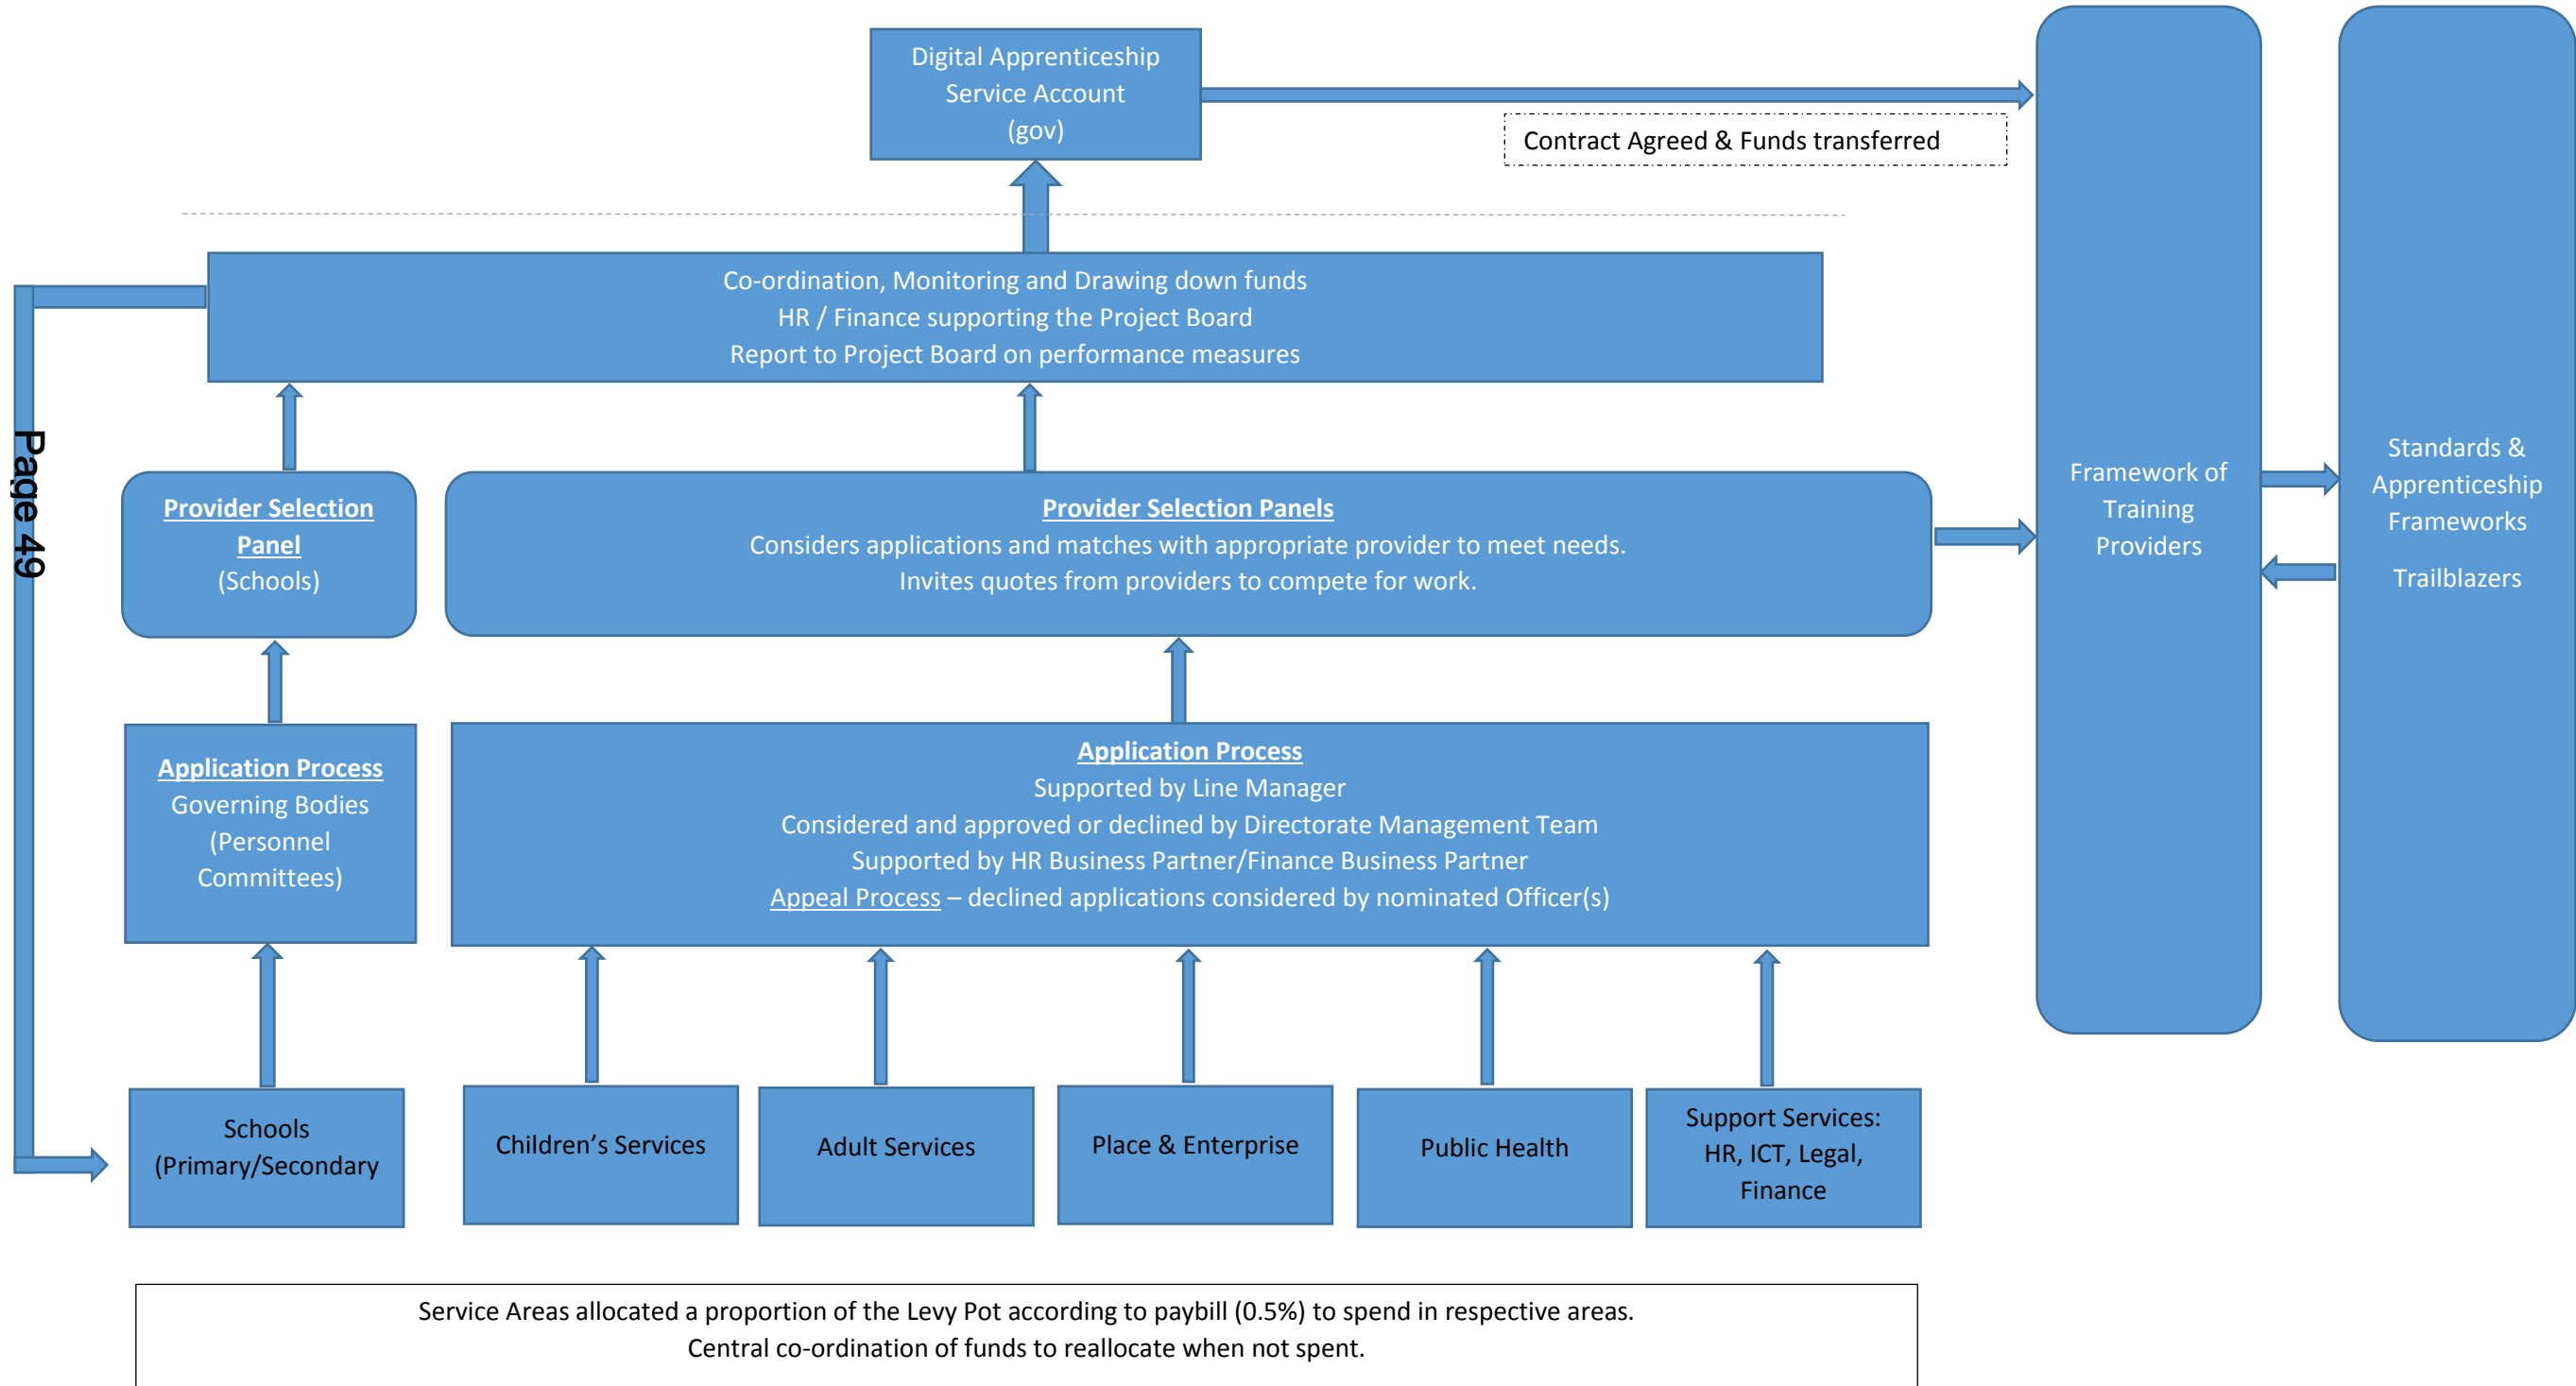 Digital Apprenticeship
Service Account
(gov)
Contract Agreed & Funds transferred
Co-ordination, Monitoring and Drawing down funds
HR / Finance supporting the Project Board
Report to Project Board on performance measures
Page 49
Provider Selection
Panel
(Schools)
Provider Selection Panels
Considers applications and matches with appropriate provider to meet needs.
Invites quotes from providers to compete for work.
Framework of
Training
Providers
Standards &
Apprenticeship
Frameworks
Trailblazers
Application Process
Governing Bodies
(Personnel
Committees)
Application Process
Supported by Line Manager
Considered and approved or declined by Directorate Management Team
Supported by HR Business Partner/Finance Business Partner
Appeal Process – declined applications considered by nominated Officer(s)
Schools
(Primary/Secondary
Children’s Services
Adult Services
Place & Enterprise
Public Health
Support Services:
HR, ICT, Legal,
Finance
Service Areas allocated a proportion of the Levy Pot according to paybill (0.5%) to spend in respective areas.
Central co-ordination of funds to reallocate when not spent.